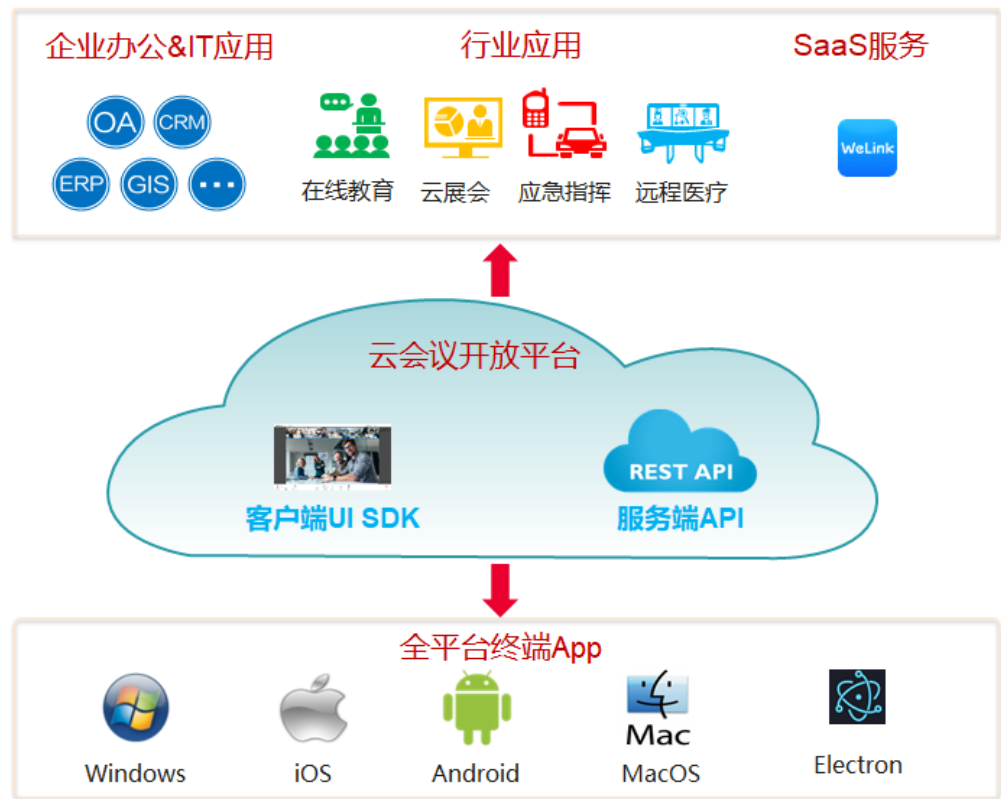 企业办公&IT应用
行业应用
SaaS服务
OA
CRM
ERP
GIS
...
在线教育
云展会
应急指挥
远程医疗
WeLink
云会议开放平台
客户端UI SDK
REST API
服务端API
全平台终端App
Windows
iOS
Android
Mac
MacOS
Electron